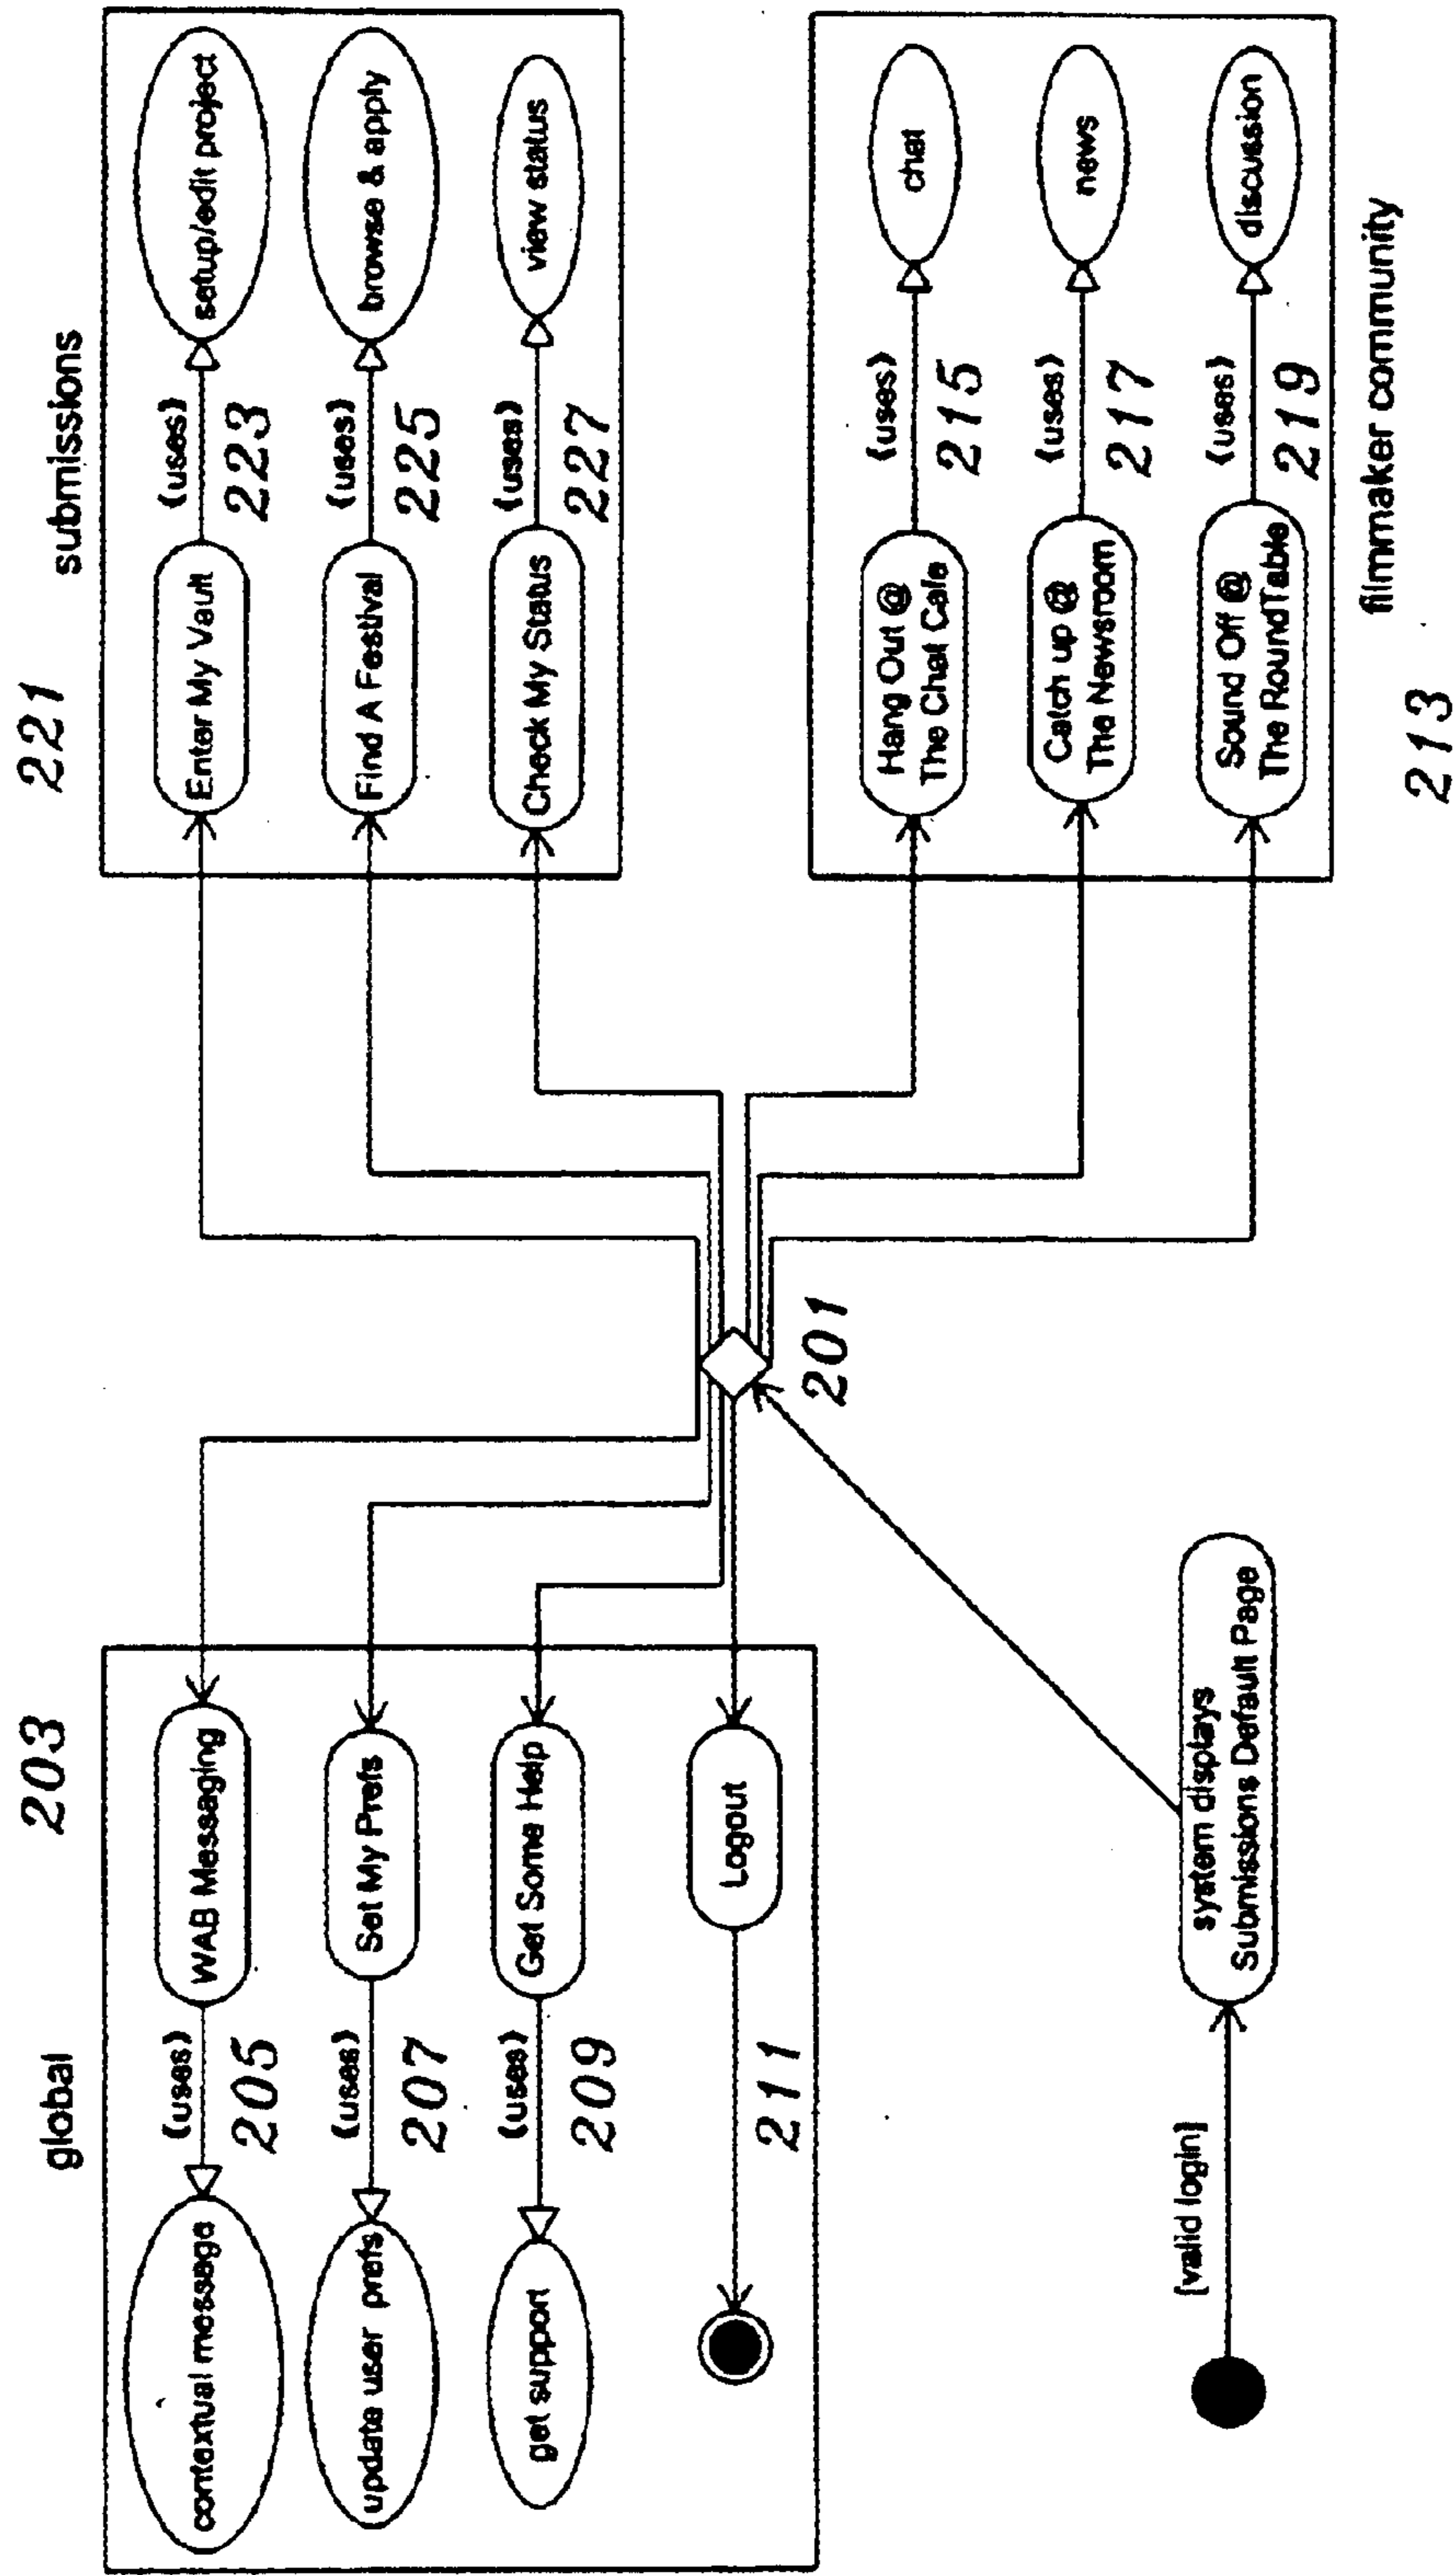 global
203
contextual message
{uses}
WAB Messaging
205
update user prefs
{uses}
Set My Prefs
207
get support
{uses}
Get Some Help
209
Logout
211
[valid login]
system displays
Submissions Default Page
201
221
submissions
Enter My Vault
{uses}
setup/edit project
223
Find A Festival
{uses}
browse & apply
225
Check My Status
{uses}
view status
227
Hang Out @
The Chat Cafe
{uses}
chat
215
Catch up @
The Newsroom
{uses}
news
217
Sound Off @
The RoundTable
{uses}
discussion
219
filmmaker community
213